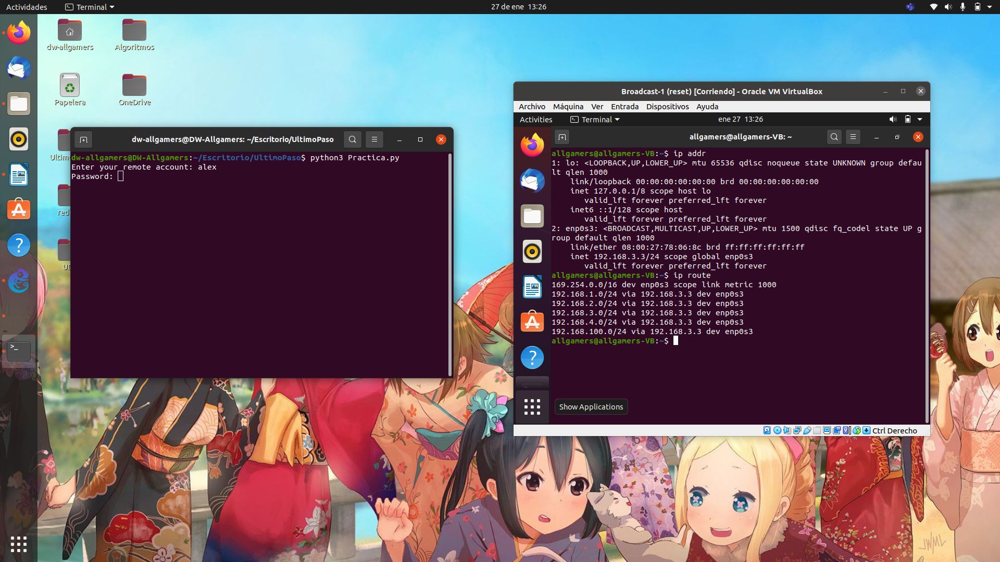 Actividades
Terminal
27 de ene 13:26
dw-allgamers
Algoritmos
Papelera
OneDrive
dw-allgamers@DW-Allgamers: ~/Escritorio/UltimoPaso
dw-allgamers@DW-Allgamers:~/Escritorio/UltimoPaso$ python3 Practica.py
Enter your remote account: alex
Password:
Broadcast-1 (reset) [Corriendo] - Oracle VM VirtualBox
Archivo Máquina Ver Entrada Dispositivos Ayuda
Activities
Terminal
ene 27 13:26
allgamers@allgamers-VB: ~
allgamers@allgamers-VB:~$ ip addr
1: lo: <LOOPBACK,UP,LOWER_UP> mtu 65536 qdisc noqueue state UNKNOWN group defau
lt qlen 1000
link/loopback 00:00:00:00:00:00 brd 00:00:00:00:00:00
inet 127.0.0.1/8 scope host lo
valid_lft forever preferred_lft forever
inet6 ::1/128 scope host
valid_lft forever preferred_lft forever
2: enp0s3: <BROADCAST,MULTICAST,UP,LOWER_UP> mtu 1500 qdisc fq_codel state UP g
roup default qlen 1000
link/ether 08:00:27:78:06:8c brd ff:ff:ff:ff:ff:ff
inet 192.168.3.3/24 scope global enp0s3
valid_lft forever preferred_lft forever
allgamers@allgamers-VB:~$ ip route
169.254.0.0/16 dev enp0s3 scope link metric 1000
192.168.1.0/24 via 192.168.3.3 dev enp0s3
192.168.2.0/24 via 192.168.3.3 dev enp0s3
192.168.3.0/24 via 192.168.3.3 dev enp0s3
192.168.4.0/24 via 192.168.3.3 dev enp0s3
192.168.100.0/24 via 192.168.3.3 dev enp0s3
allgamers@allgamers-VB:~$
Show Applications
Ctrl Derecho